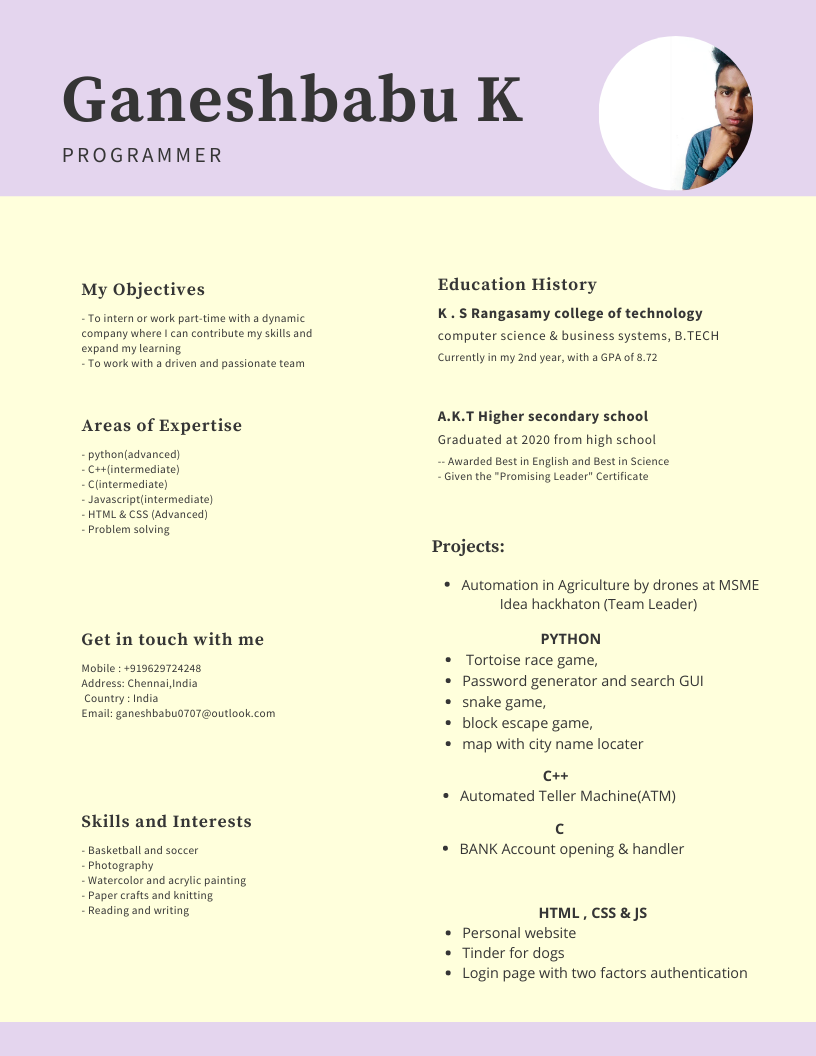 Ganeshbabu K
PROGRAMMER
My Objectives
- To intern or work part-time with a dynamic
company where I can contribute my skills and
expand my learning
- To work with a driven and passionate team
Areas of Expertise
- python(advanced)
- C++(intermediate)
- C(intermediate)
- Javascript(intermediate)
- HTML & CSS (Advanced)
- Problem solving
Get in touch with me
Mobile : +919629724248
Address: Chennai,India
Country : India
Email: ganeshbabu0707@outlook.com
Skills and Interests
- Basketball and soccer
- Photography
- Watercolor and acrylic painting
- Paper crafts and knitting
- Reading and writing
Education History
K . S Rangasamy college of technology
computer science & business systems, B.TECH
Currently in my 2nd year, with a GPA of 8.72
A.K.T Higher secondary school
Graduated at 2020 from high school
-- Awarded Best in English and Best in Science
- Given the "Promising Leader" Certificate
Projects:
• Automation in Agriculture by drones at MSME
Idea hackhaton (Team Leader)
PYTHON
• Tortoise race game,
• Password generator and search GUI
• snake game,
• block escape game,
• map with city name locater
C++
• Automated Teller Machine(ATM)
C
• BANK Account opening & handler
HTML , CSS & JS
• Personal website
• Tinder for dogs
• Login page with two factors authentication